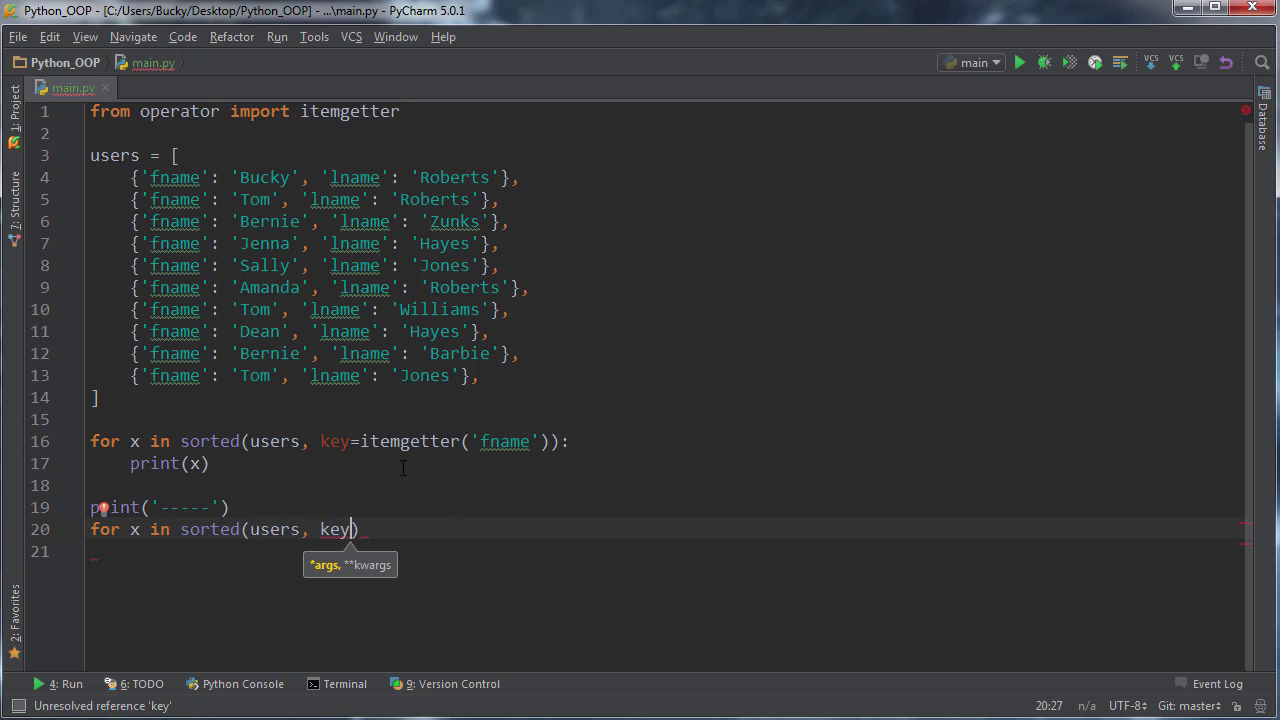 Python_OOP - [C:/Users/Bucky/Desktop/Python_OOP] - ...\main.py - PyCharm 5.0.1
File Edit View Navigate Code Refactor Run Tools VCS Window Help
Python_OOP main.py main VCS VCS
main.py
1: Project
7: Structure
2: Favorites
Database
1 from operator import itemgetter
2
3 users = [
4 {'fname': 'Bucky', 'lname': 'Roberts'},
5 {'fname': 'Tom', 'lname': 'Roberts'},
6 {'fname': 'Bernie', 'lname': 'Zunks'},
7 {'fname': 'Jenna', 'lname': 'Hayes'},
8 {'fname': 'Sally', 'lname': 'Jones'},
9 {'fname': 'Amanda', 'lname': 'Roberts'},
10 {'fname': 'Tom', 'lname': 'Williams'},
11 {'fname': 'Dean', 'lname': 'Hayes'},
12 {'fname': 'Bernie', 'lname': 'Barbie'},
13 {'fname': 'Tom', 'lname': 'Jones'},
14 ]
15
16 for x in sorted(users, key=itemgetter('fname')):
17 print(x)
18
19 print('-----')
20 for x in sorted(users, key)
21
*args, **kwargs
4: Run 6: TODO Python Console Terminal 9: Version Control Event Log
Unresolved reference 'key' 20:27 n/a UTF-8 Git: master